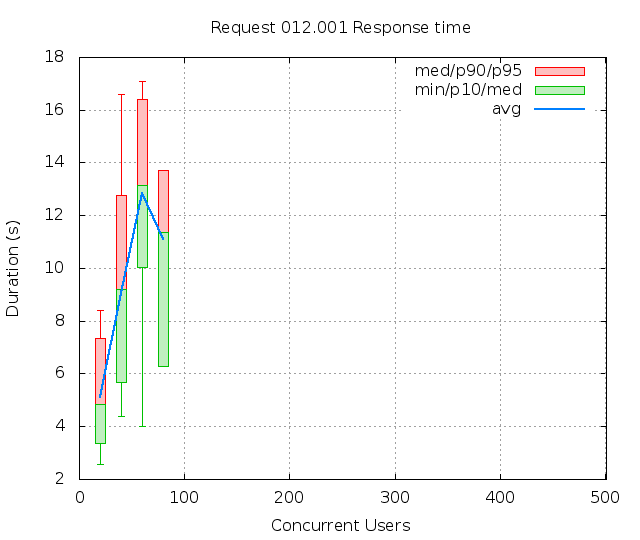 Request 012.001 Response time
18
16
14
12
10
8
6
4
2
0
100
200
300
400
500
med/p90/p95
min/p10/med
avg
Duration (s)
Concurrent Users